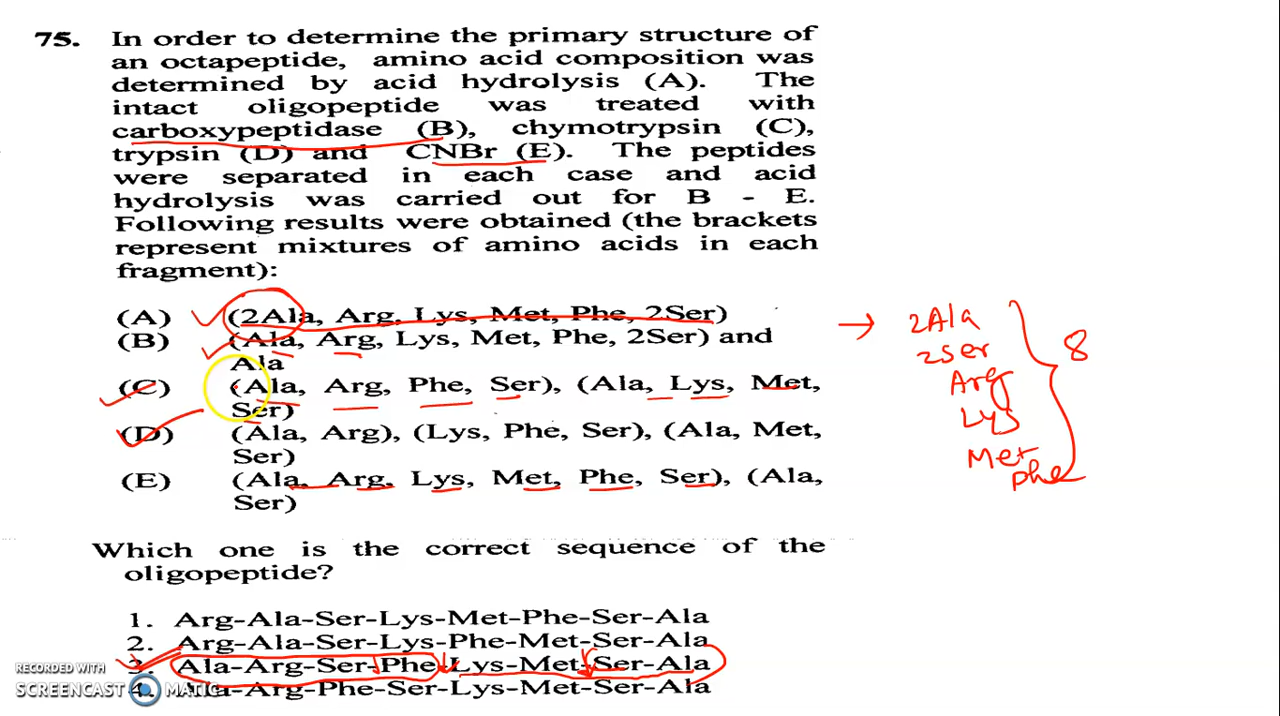 75. In order to determine the primary structure of
an octapeptide, amino acid composition was
determined by acid hydrolysis (A). The
intact oligopeptide was treated with
carboxypeptidase (B), chymotrypsin (C),
trypsin (D) and CNBr (E). The peptides
were separated in each case and acid
hydrolysis was carried out for B - E.
Following results were obtained (the brackets
represent mixtures of amino acids in each
fragment):
(A) (2Ala, Arg, Lys, Met, Phe, 2Ser)
(B) (Ala, Arg, Lys, Met, Phe, 2Ser) and
Ala
(C) (Ala, Arg, Phe, Ser), (Ala, Lys, Met,
Ser)
(D) (Ala, Arg), (Lys, Phe, Ser), (Ala, Met,
Ser)
(E) (Ala, Arg, Lys, Met, Phe, Ser), (Ala,
Ser)
→ 2Ala
2Ser
Arg
Lys
Met
Phe
8
Which one is the correct sequence of the
oligopeptide?
1. Arg-Ala-Ser-Lys-Met-Phe-Ser-Ala
2. Arg-Ala-Ser-Lys-Phe-Met-Ser-Ala
3. Ala-Arg-Ser-Phe-Lys-Met-Ser-Ala
4. Ala-Arg-Phe-Ser-Lys-Met-Ser-Ala
RECORDED WITH
SCREENCAST MATIC